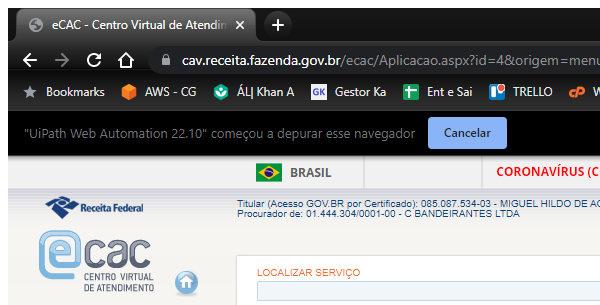 eCAC - Centro Virtual de Atendim
cav.receita.fazenda.gov.br/ecac/Aplicacao.aspx?id=4&origem=menu
Bookmarks AWS - CG ÁL| Khan A GK Gestor Ka Ent e Sai TRELLO
"UiPath Web Automation 22.10" começou a depurar esse navegador Cancelar
BRASIL CORONAVÍRUS (C
Receita Federal
Titular (Acesso GOV.BR por Certificado): 085.087.534-03 - MIGUEL HILDO DE AG
Procurador de: 01.444.304/0001-00 - C BANDEIRANTES LTDA
ecac
CENTRO VIRTUAL
DE ATENDIMENTO
LOCALIZAR SERVIÇO